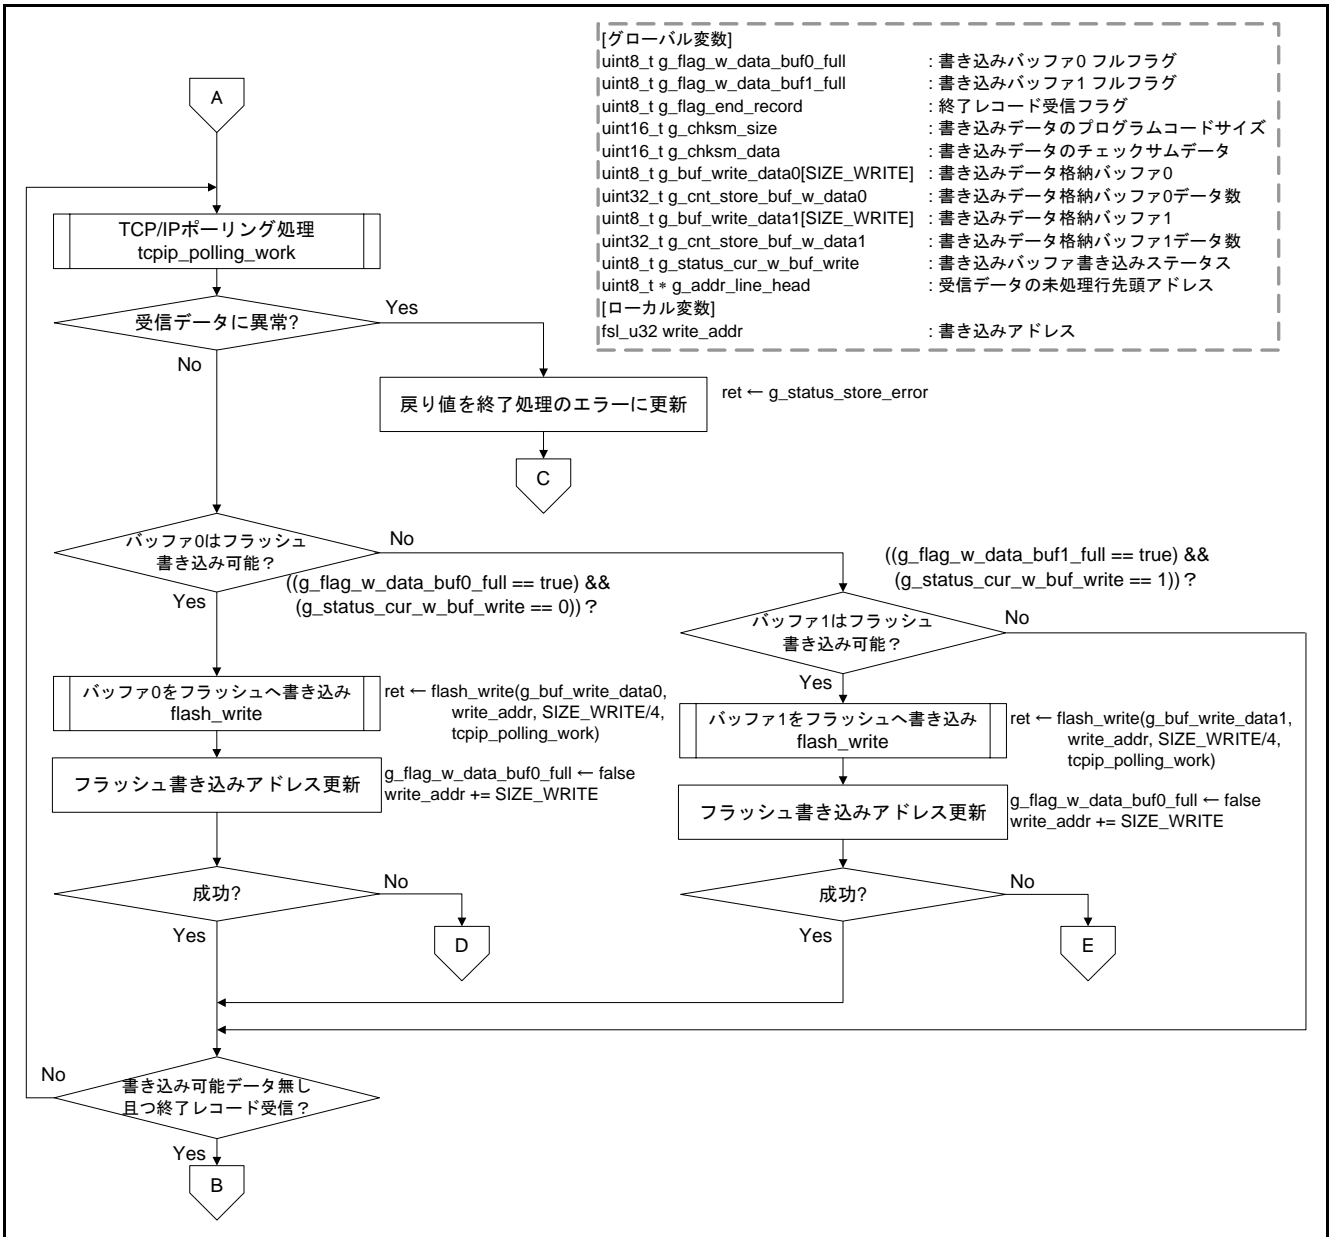 [グローバル変数]
uint8_t g_flag_w_data_buf0_full : 書き込みバッファ0 フルフラグ
uint8_t g_flag_w_data_buf1_full : 書き込みバッファ1 フルフラグ
uint8_t g_flag_end_record : 終了レコード受信フラグ
uint16_t g_chksm_size : 書き込みデータのプログラムコードサイズ
uint16_t g_chksm_data : 書き込みデータのチェックサムデータ
uint8_t g_buf_write_data0[SIZE_WRITE] : 書き込みデータ格納バッファ0
uint32_t g_cnt_store_buf_w_data0 : 書き込みデータ格納バッファ0データ数
uint8_t g_buf_write_data1[SIZE_WRITE] : 書き込みデータ格納バッファ1
uint32_t g_cnt_store_buf_w_data1 : 書き込みデータ格納バッファ1データ数
uint8_t g_status_cur_w_buf_write : 書き込みバッファ書き込みステータス
uint8_t * g_addr_line_head : 受信データの未処理行先頭アドレス
[ローカル変数]
fsl_u32 write_addr : 書き込みアドレス
A
TCP/IPポーリング処理
tcpip_polling_work
受信データに異常?
Yes
No
戻り値を終了処理のエラーに更新
ret ← g_status_store_error
C
バッファ0はフラッシュ
書き込み可能？
No
((g_flag_w_data_buf0_full == true) &&
(g_status_cur_w_buf_write == 0))？
Yes
((g_flag_w_data_buf1_full == true) &&
(g_status_cur_w_buf_write == 1))？
バッファ1はフラッシュ
書き込み可能？
No
Yes
バッファ0をフラッシュへ書き込み
flash_write
ret ← flash_write(g_buf_write_data0,
write_addr, SIZE_WRITE/4,
tcpip_polling_work)
バッファ1をフラッシュへ書き込み
flash_write
ret ← flash_write(g_buf_write_data1,
write_addr, SIZE_WRITE/4,
tcpip_polling_work)
フラッシュ書き込みアドレス更新
g_flag_w_data_buf0_full ← false
write_addr += SIZE_WRITE
フラッシュ書き込みアドレス更新
g_flag_w_data_buf0_full ← false
write_addr += SIZE_WRITE
成功?
No
Yes
D
成功?
No
Yes
E
書き込み可能データ無し
且つ終了レコード受信？
No
Yes
B